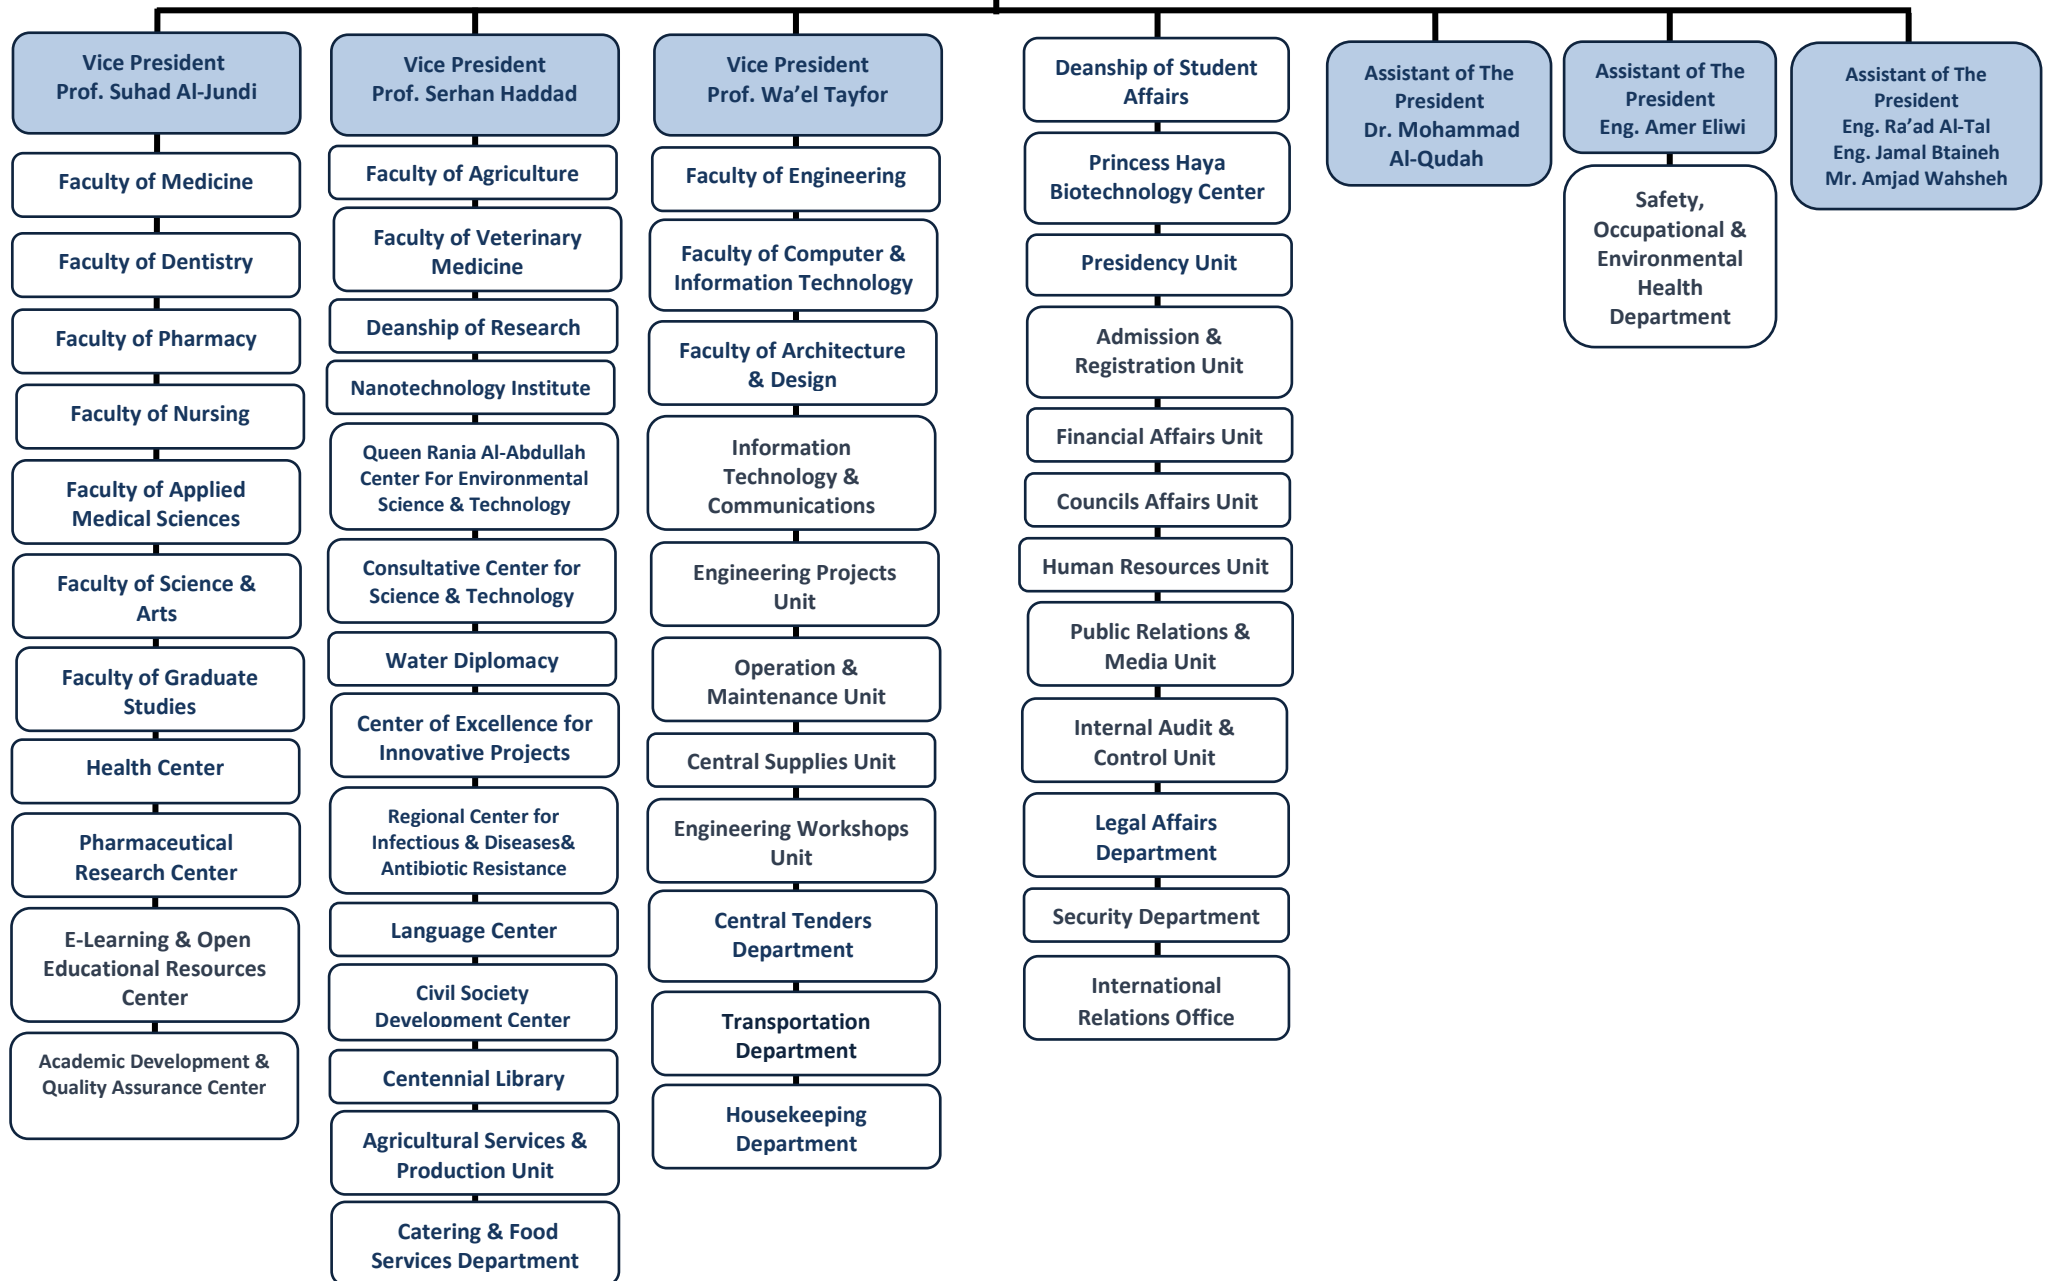 Vice President
Prof. Suhad Al-Jundi
Faculty of Medicine
Faculty of Dentistry
Faculty of Pharmacy
Faculty of Nursing
Faculty of Applied
Medical Sciences
Faculty of Science &
Arts
Faculty of Graduate
Studies
Health Center
Pharmaceutical
Research Center
E-Learning & Open
Educational Resources
Center
Academic Development &
Quality Assurance Center
Vice President
Prof. Serhan Haddad
Faculty of Agriculture
Faculty of Veterinary
Medicine
Deanship of Research
Nanotechnology Institute
Queen Rania Al-Abdullah
Center For Environmental
Science & Technology
Consultative Center for
Science & Technology
Water Diplomacy
Center of Excellence for
Innovative Projects
Regional Center for
Infectious & Diseases&
Antibiotic Resistance
Language Center
Civil Society
Development Center
Centennial Library
Agricultural Services &
Production Unit
Catering & Food
Services Department
Vice President
Prof. Wa’el Tayfor
Faculty of Engineering
Faculty of Computer &
Information Technology
Faculty of Architecture
& Design
Information
Technology &
Communications
Engineering Projects
Unit
Operation &
Maintenance Unit
Central Supplies Unit
Engineering Workshops
Unit
Central Tenders
Department
Transportation
Department
Housekeeping
Department
Deanship of Student
Affairs
Princess Haya
Biotechnology Center
Presidency Unit
Admission &
Registration Unit
Financial Affairs Unit
Councils Affairs Unit
Human Resources Unit
Public Relations &
Media Unit
Internal Audit &
Control Unit
Legal Affairs
Department
Security Department
International
Relations Office
Assistant of The
President
Dr. Mohammad
Al-Qudah
Assistant of The
President
Eng. Amer Eliwi
Safety,
Occupational &
Environmental
Health
Department
Assistant of The
President
Eng. Ra’ad Al-Tal
Eng. Jamal Btaineh
Mr. Amjad Wahsheh